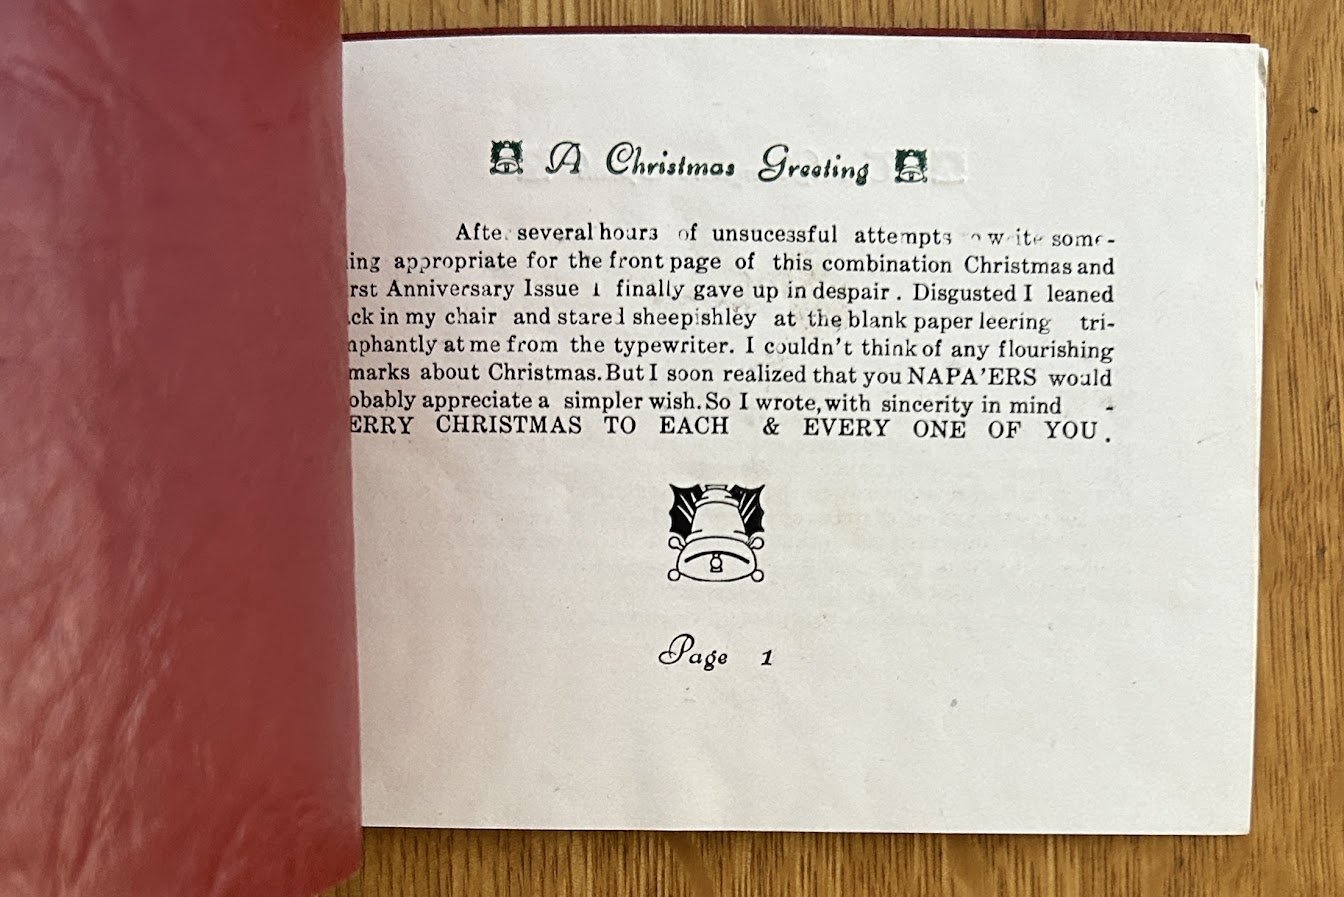 A Christmas Greeting
Afte several hours of unsucessful attempts write some-
ing appropriate for the front page of this combination Christmas and
rst Anniversary Issue I finally gave up in despair. Disgusted I leaned
ck in my chair and stared sheepishley at the blank paper leering tri-
mphantly at me from the typewriter. I couldn't think of any flourishing
marks about Christmas. But I soon realized that you NAPA'ERS would
obably appreciate a simpler wish. So I wrote, with sincerity in mind -
ERRY CHRISTMAS TO EACH & EVERY ONE OF YOU.
Page 1